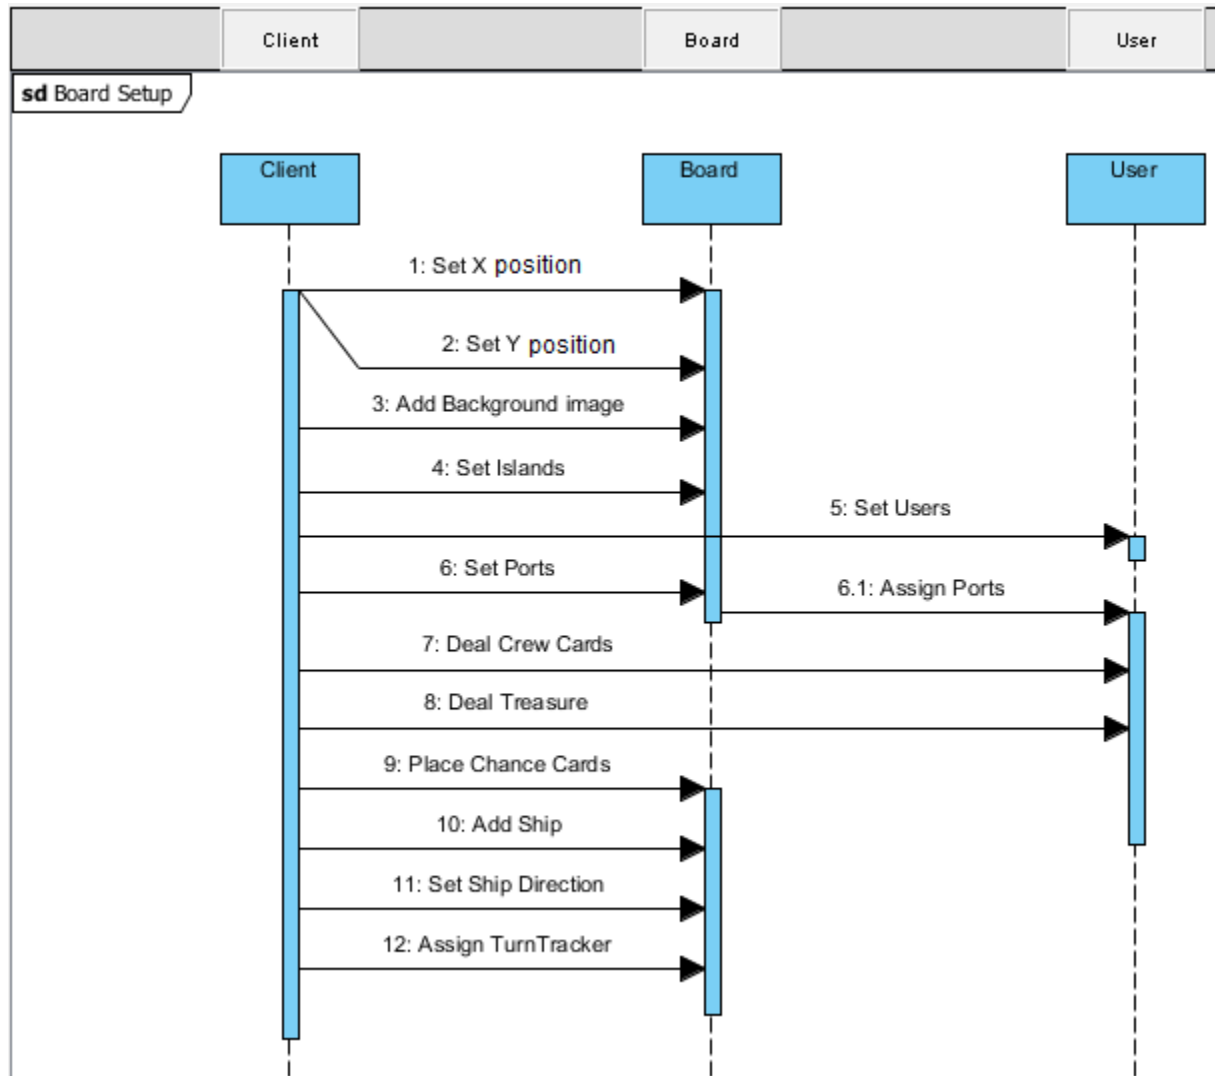 Client Board User
sd Board Setup
Client Board User
1: Set X position
2: Set Y position
3: Add Background image
4: Set Islands
5: Set Users
6: Set Ports
6.1: Assign Ports
7: Deal Crew Cards
8: Deal Treasure
9: Place Chance Cards
10: Add Ship
11: Set Ship Direction
12: Assign TurnTracker